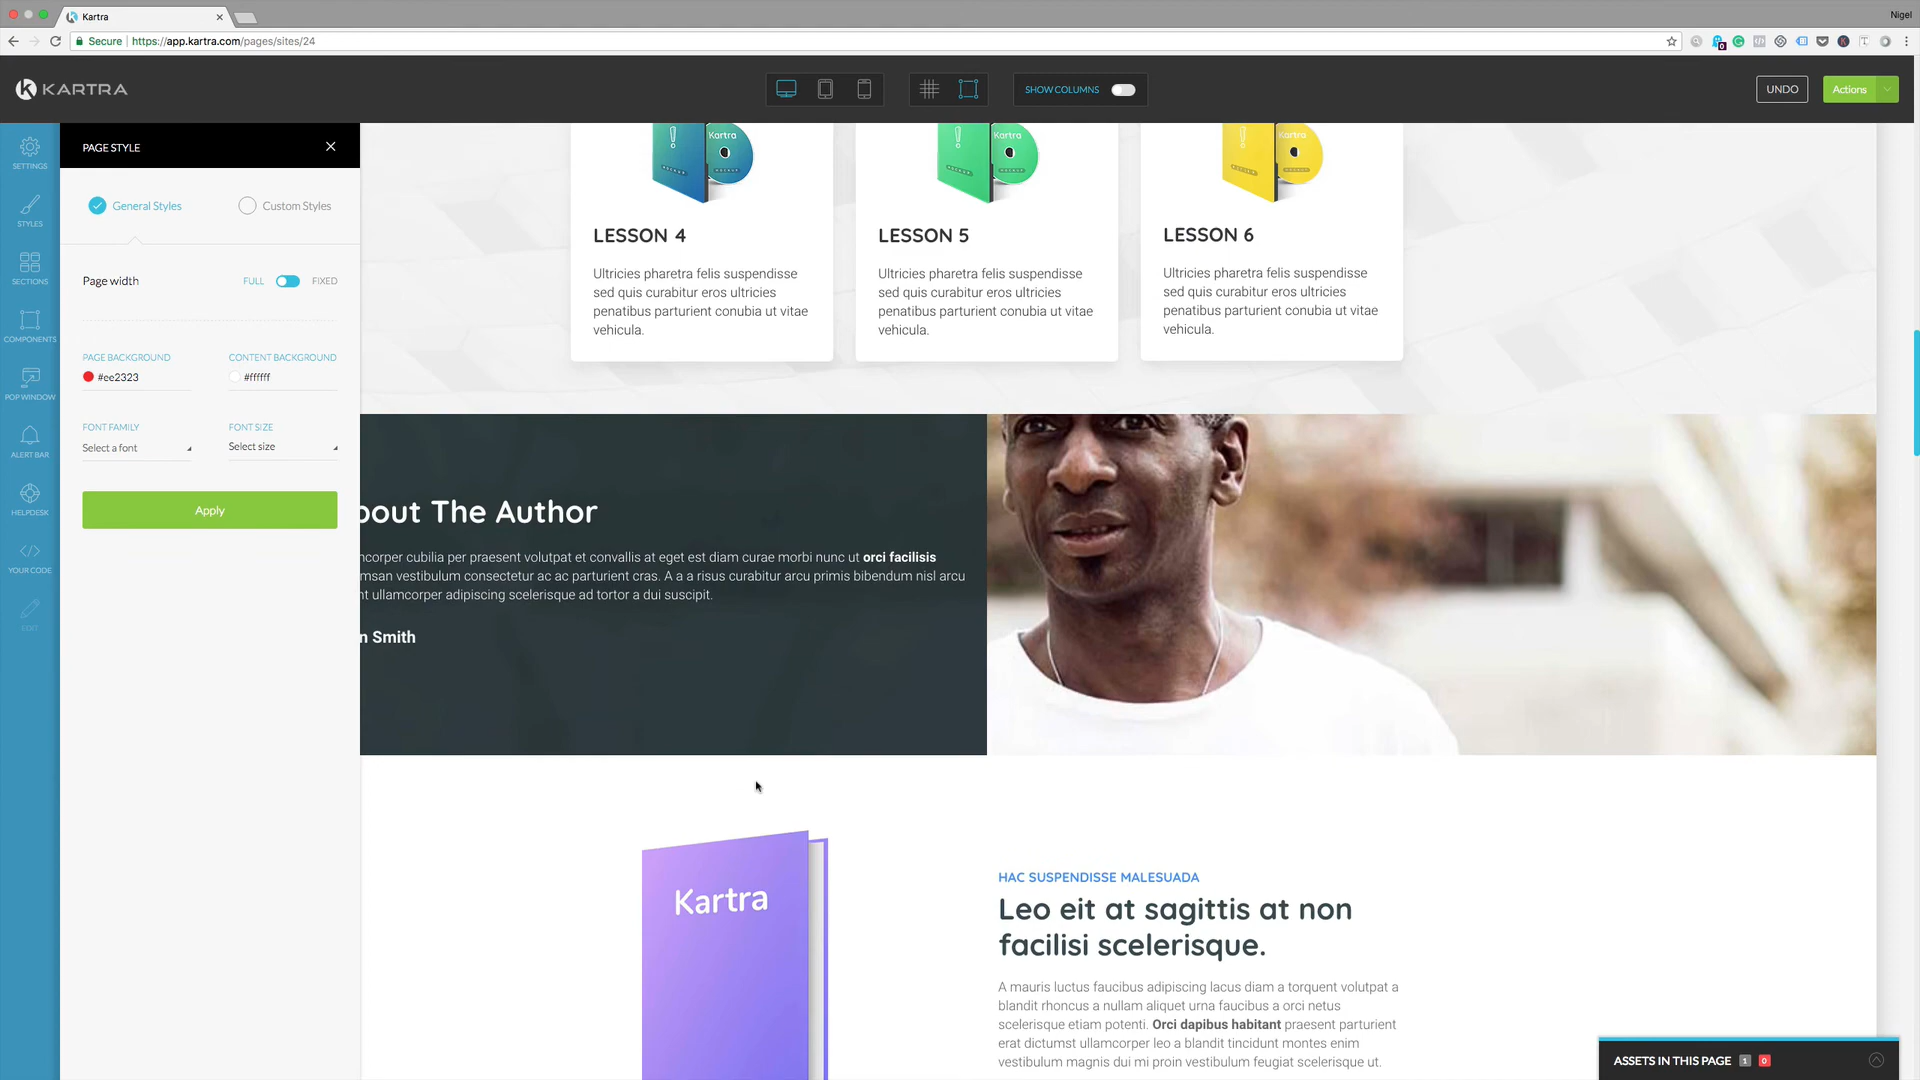 Kartra
Nigel
Secure https://app.kartra.com/pages/sites/24
KARTRA
SHOW COLUMNS
UNDO
Actions
SETTINGS
STYLES
SECTIONS
COMPONENTS
POP WINDOW
ALERT BAR
HELPDESK
YOUR CODE
EDIT
PAGE STYLE
General Styles
Custom Styles
Page width
FULL
FIXED
PAGE BACKGROUND
#ee2323
CONTENT BACKGROUND
#ffffff
FONT FAMILY
Select a font
FONT SIZE
Select size
Apply
Kartra
LESSON 4
Ultricies pharetra felis suspendisse
sed quis curabitur eros ultricies
penatibus parturient conubia ut vitae
vehicula.
Kartra
LESSON 5
Ultricies pharetra felis suspendisse
sed quis curabitur eros ultricies
penatibus parturient conubia ut vitae
vehicula.
Kartra
LESSON 6
Ultricies pharetra felis suspendisse
sed quis curabitur eros ultricies
penatibus parturient conubia ut vitae
vehicula.
bout The Author
ncorper cubilia per praesent volutpat et convallis at eget est diam curae morbi nunc ut orci facilisis
msan vestibulum consectetur ac ac parturient cras. A a a risus curabitur arcu primis bibendum nisl arcu
nt ullamcorper adipiscing scelerisque ad tortor a dui suscipit.
n Smith
Kartra
HAC SUSPENDISSE MALESUADA
Leo eit at sagittis at non
facilisi scelerisque.
A mauris luctus faucibus adipiscing lacus diam a torquent volutpat a
blandit rhoncus a nullam aliquet urna faucibus a orci netus
scelerisque etiam potenti. Orci dapibus habitant praesent parturient
erat dictumst ullamcorper leo a blandit tincidunt montes enim
vestibulum magnis dui mi proin vestibulum feugiat scelerisque ut.
ASSETS IN THIS PAGE 1 0